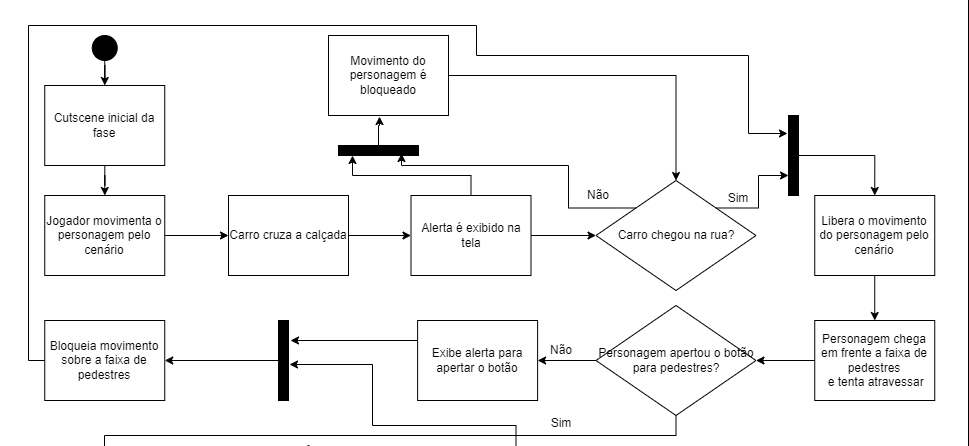 Cutscene inicial da
fase
Movimento do
personagem é
bloqueado
Jogador movimenta o
personagem pelo
cenário
Carro cruza a calçada
Alerta é exibido na
tela
Não
Carro chegou na rua?
Sim
Libera o movimento
do personagem pelo
cenário
Bloqueia movimento
sobre a faixa de
pedestres
Exibe alerta para
apertar o botão
Não
Personagem apertou o botão
para pedestres?
Sim
Personagem chega
em frente a faixa de
pedestres
e tenta atravessar